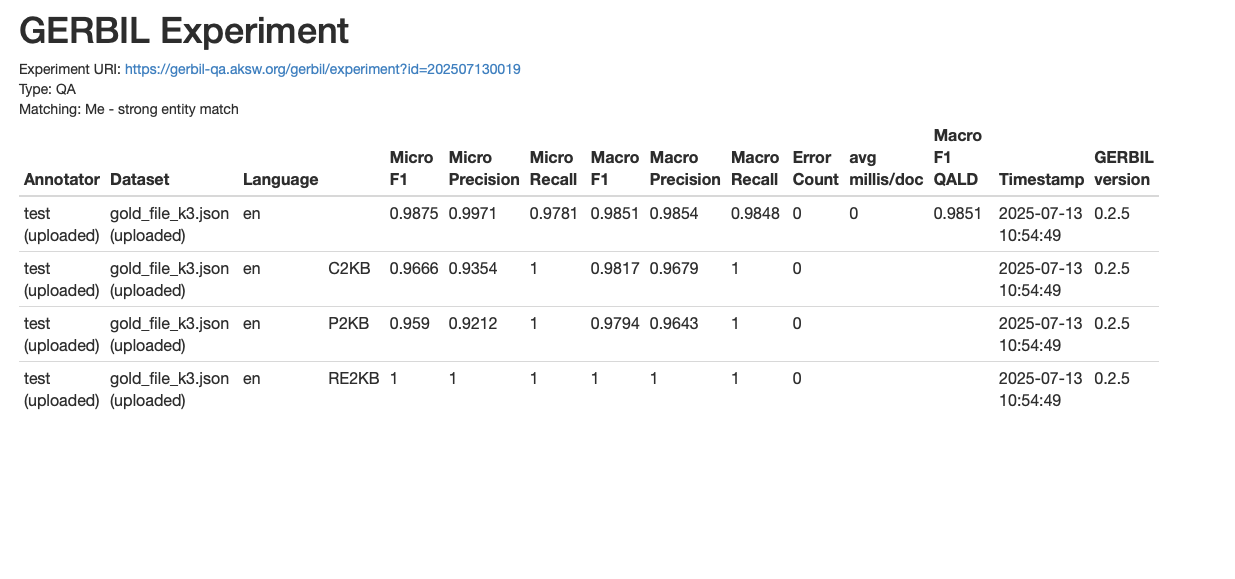 GERBIL Experiment
Experiment URI: https://gerbil-qa.aksw.org/gerbil/experiment?id=202507130019
Type: QA
Matching: Me - strong entity match
Annotator Dataset Language Micro F1 Micro Precision Micro Recall Macro F1 Macro Precision Macro Recall Error Count avg millis/doc Macro F1 QALD Timestamp GERBIL version
test (uploaded) gold_file_k3.json (uploaded) en 0.9875 0.9971 0.9781 0.9851 0.9854 0.9848 0 0 0.9851 2025-07-13 10:54:49 0.2.5
test (uploaded) gold_file_k3.json (uploaded) en C2KB 0.9666 0.9354 1 0.9817 0.9679 1 0 2025-07-13 10:54:49 0.2.5
test (uploaded) gold_file_k3.json (uploaded) en P2KB 0.959 0.9212 1 0.9794 0.9643 1 0 2025-07-13 10:54:49 0.2.5
test (uploaded) gold_file_k3.json (uploaded) en RE2KB 1 1 1 1 1 1 0 2025-07-13 10:54:49 0.2.5